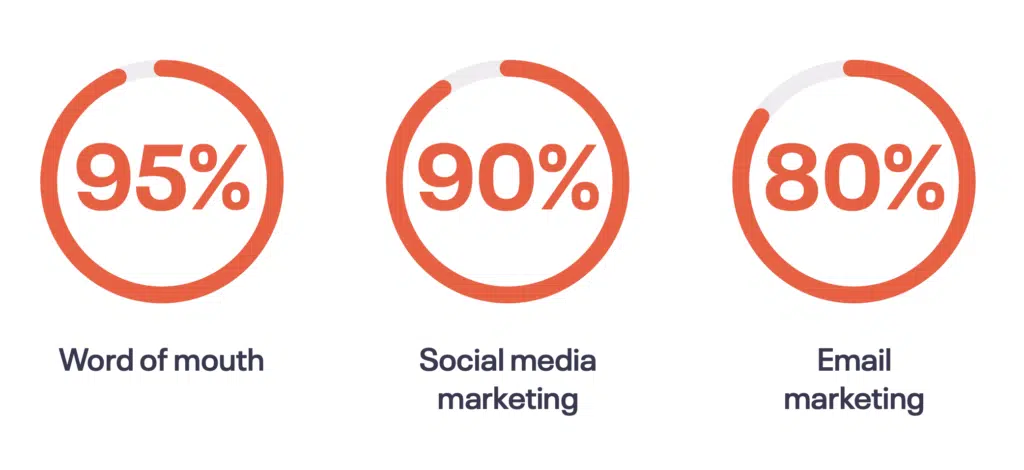 95%
90%
80%
Word of mouth
Social media
marketing
Email
marketing